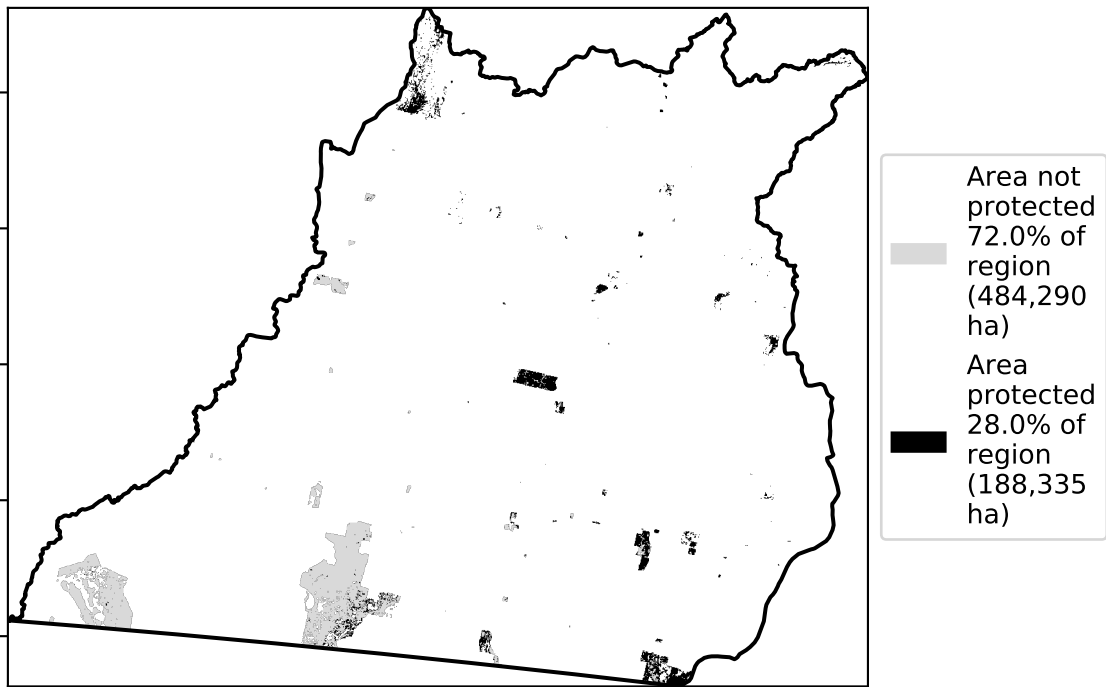 Area not
protected
72.0% of
region
(484,290
ha)
Area
protected
28.0% of
region
(188,335
ha)